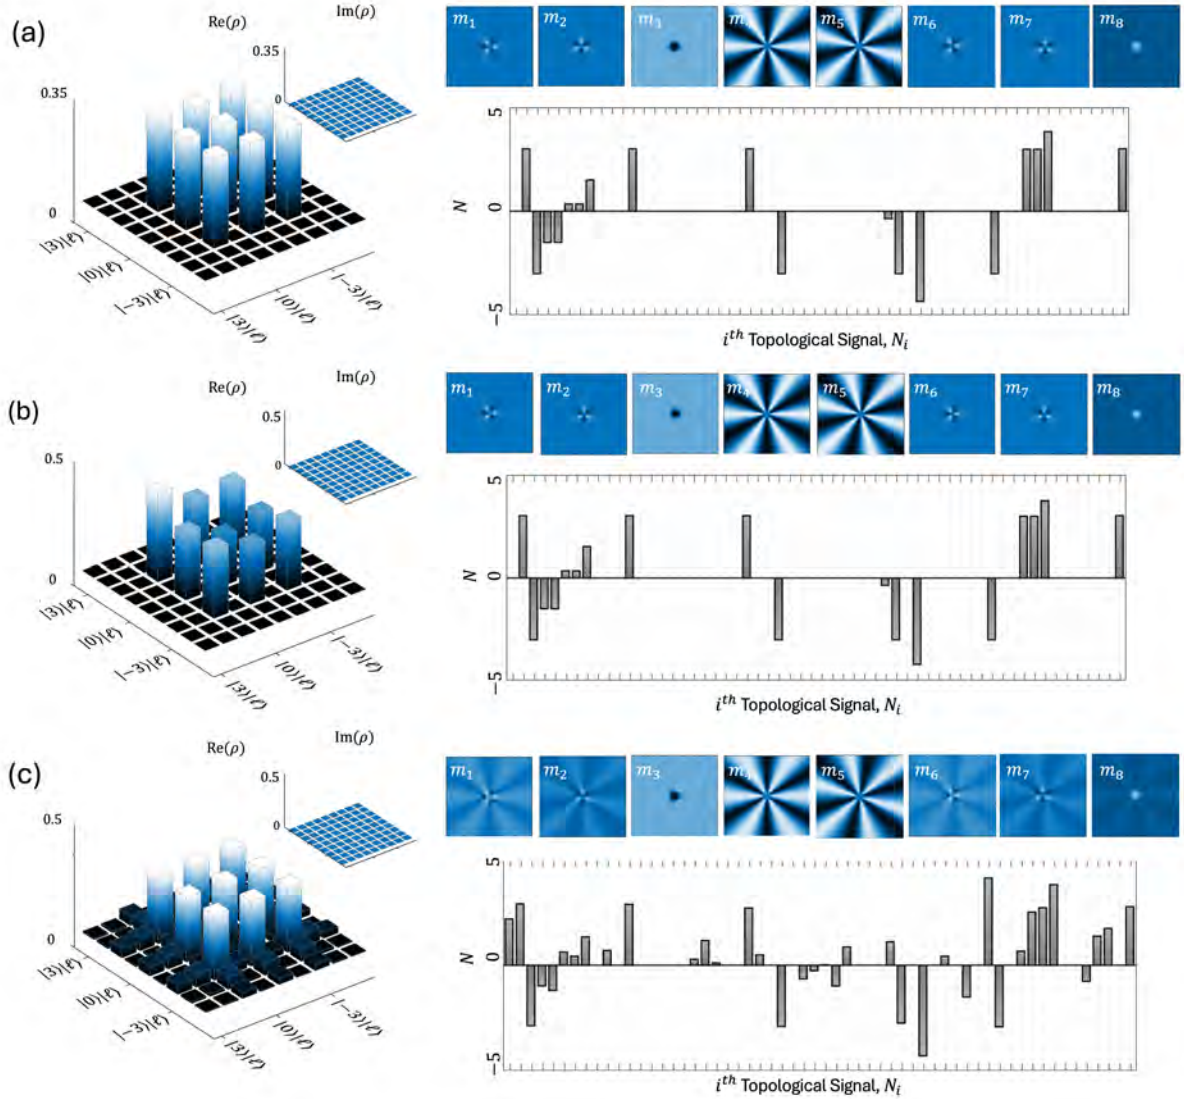 (a)
Re(ρ)
Im(ρ)
0.35
0
0.35
0
|3⟩|ℓ⟩
|0⟩|ℓ⟩
|−3⟩|ℓ⟩
|3⟩|ℓ⟩
|0⟩|ℓ⟩
|−3⟩|ℓ⟩
m₁ m₂ m₃ m₄ m₅ m₆ m₇ m₈
5
N 0
−5
iᵗʰ Topological Signal, Nᵢ
(b)
Re(ρ)
Im(ρ)
0.5
0
0.5
0
|3⟩|ℓ⟩
|0⟩|ℓ⟩
|−3⟩|ℓ⟩
|3⟩|ℓ⟩
|0⟩|ℓ⟩
|−3⟩|ℓ⟩
m₁ m₂ m₃ m₄ m₅ m₆ m₇ m₈
5
N 0
−5
iᵗʰ Topological Signal, Nᵢ
(c)
Re(ρ)
Im(ρ)
0.5
0
0.5
0
|3⟩|ℓ⟩
|0⟩|ℓ⟩
|−3⟩|ℓ⟩
|3⟩|ℓ⟩
|0⟩|ℓ⟩
|−3⟩|ℓ⟩
m₁ m₂ m₃ m₄ m₅ m₆ m₇ m₈
5
N 0
−5
iᵗʰ Topological Signal, Nᵢ